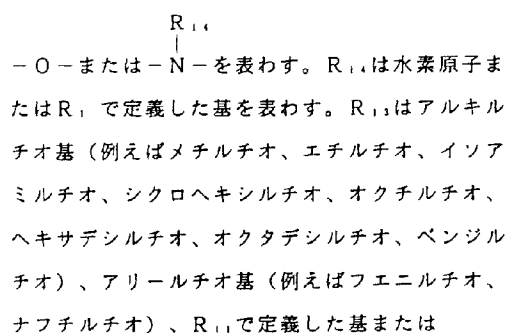 R₁₄
|
－O－または－N－を表わす。R₁₄は水素原子ま
たはR₁ で定義した基を表わす。R₁₃はアルキル
チオ基（例えばメチルチオ、エチルチオ、イソア
ミルチオ、シクロヘキシルチオ、オクチルチオ、
ヘキサデシルチオ、オクタデシルチオ、ベンジル
チオ）、アリールチオ基（例えばフエニルチオ、
ナフチルチオ）、R₁₁で定義した基または